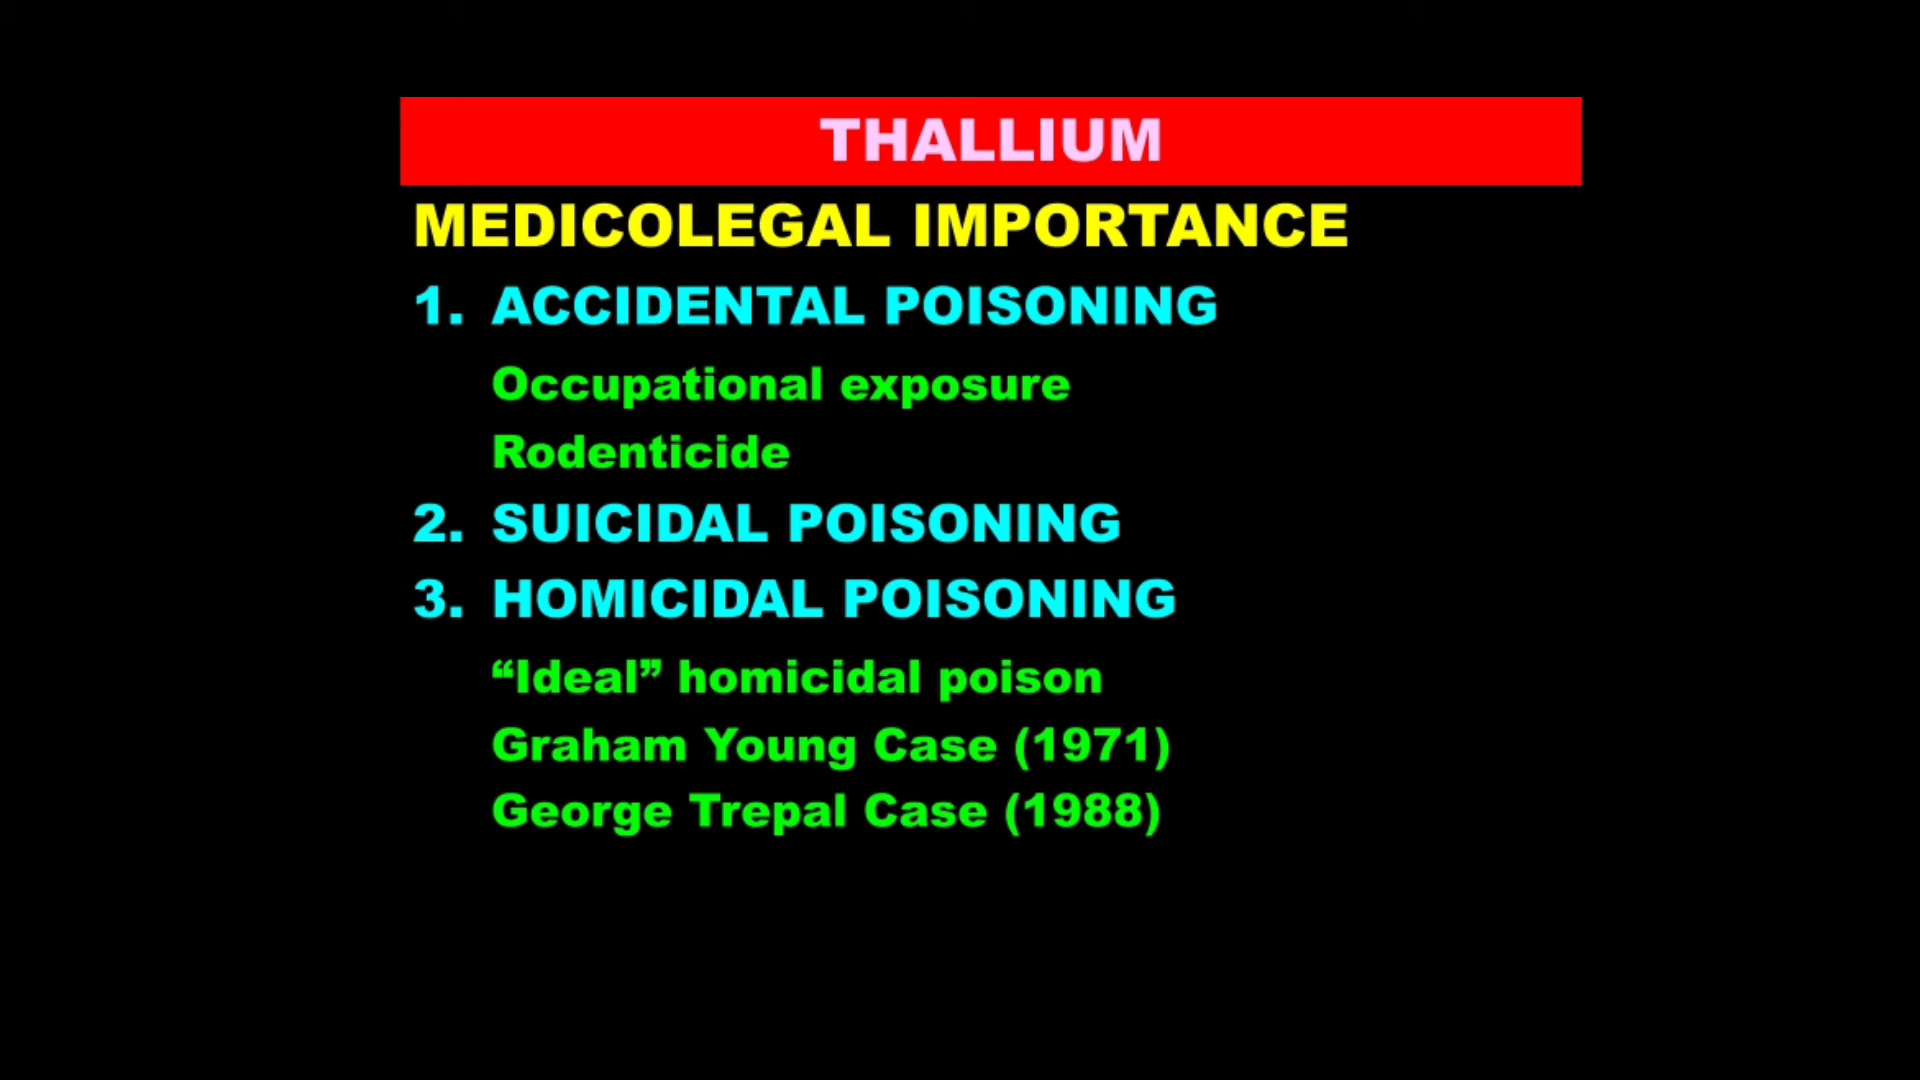 THALLIUM
MEDICOLEGAL IMPORTANCE
1. ACCIDENTAL POISONING
Occupational exposure
Rodenticide
2. SUICIDAL POISONING
3. HOMICIDAL POISONING
“Ideal” homicidal poison
Graham Young Case (1971)
George Trepal Case (1988)